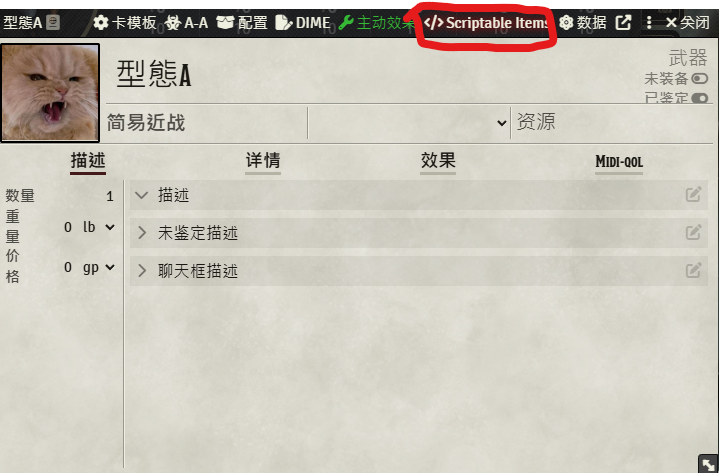 型態A 卡模板 A-A 配置 DIME 主动效果 Scriptable Items 数据 关闭
型態A
武器
未装备
已鉴定
简易近战 资源
描述 详情 效果 MIDI-QOL
数量 1
重量 0 lb
价格 0 gp
描述
未鉴定描述
聊天框描述